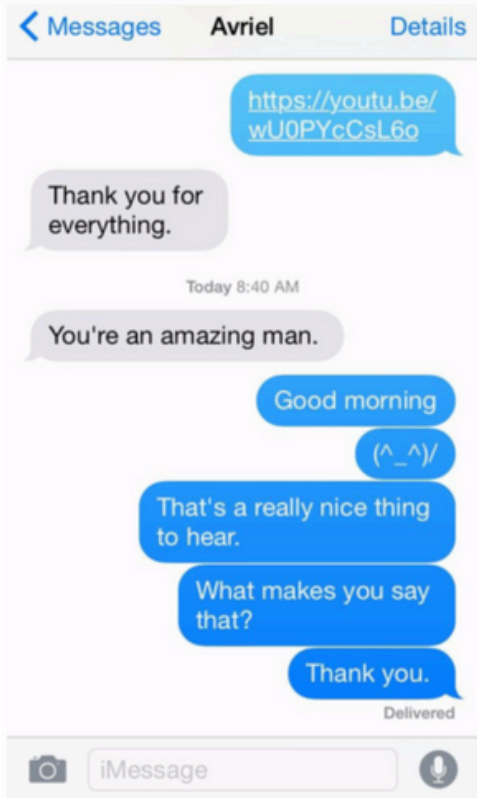 Messages Avriel Details
https://youtu.be/
wU0PYcCsL6o
Thank you for
everything.
Today 8:40 AM
You're an amazing man.
Good morning
(^_^)/
That's a really nice thing
to hear.
What makes you say
that?
Thank you.
Delivered
iMessage